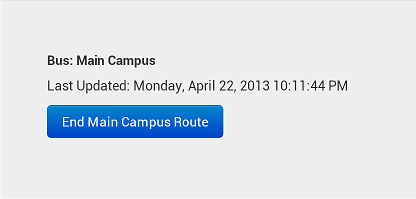 Bus: Main Campus
Last Updated: Monday, April 22, 2013 10:11:44 PM
End Main Campus Route